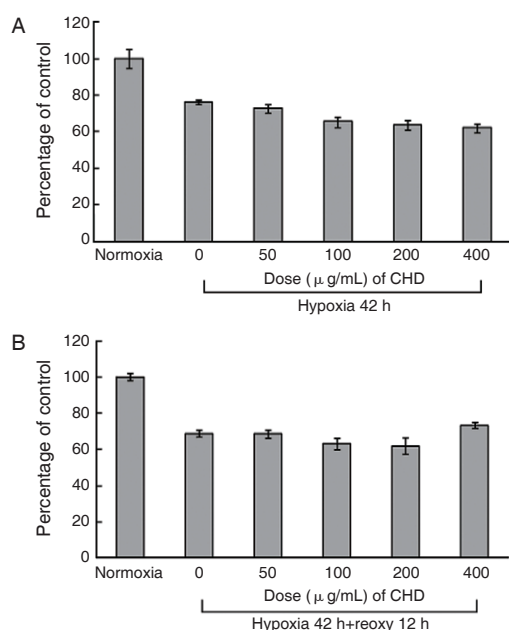 A
120
100
80
60
40
20
0
Percentage of control
Normoxia 0 50 100 200 400
Dose (μ g/mL) of CHD
Hypoxia 42 h
B
120
100
80
60
40
20
0
Percentage of control
Normoxia 0 50 100 200 400
Dose (μ g/mL) of CHD
Hypoxia 42 h+reoxy 12 h